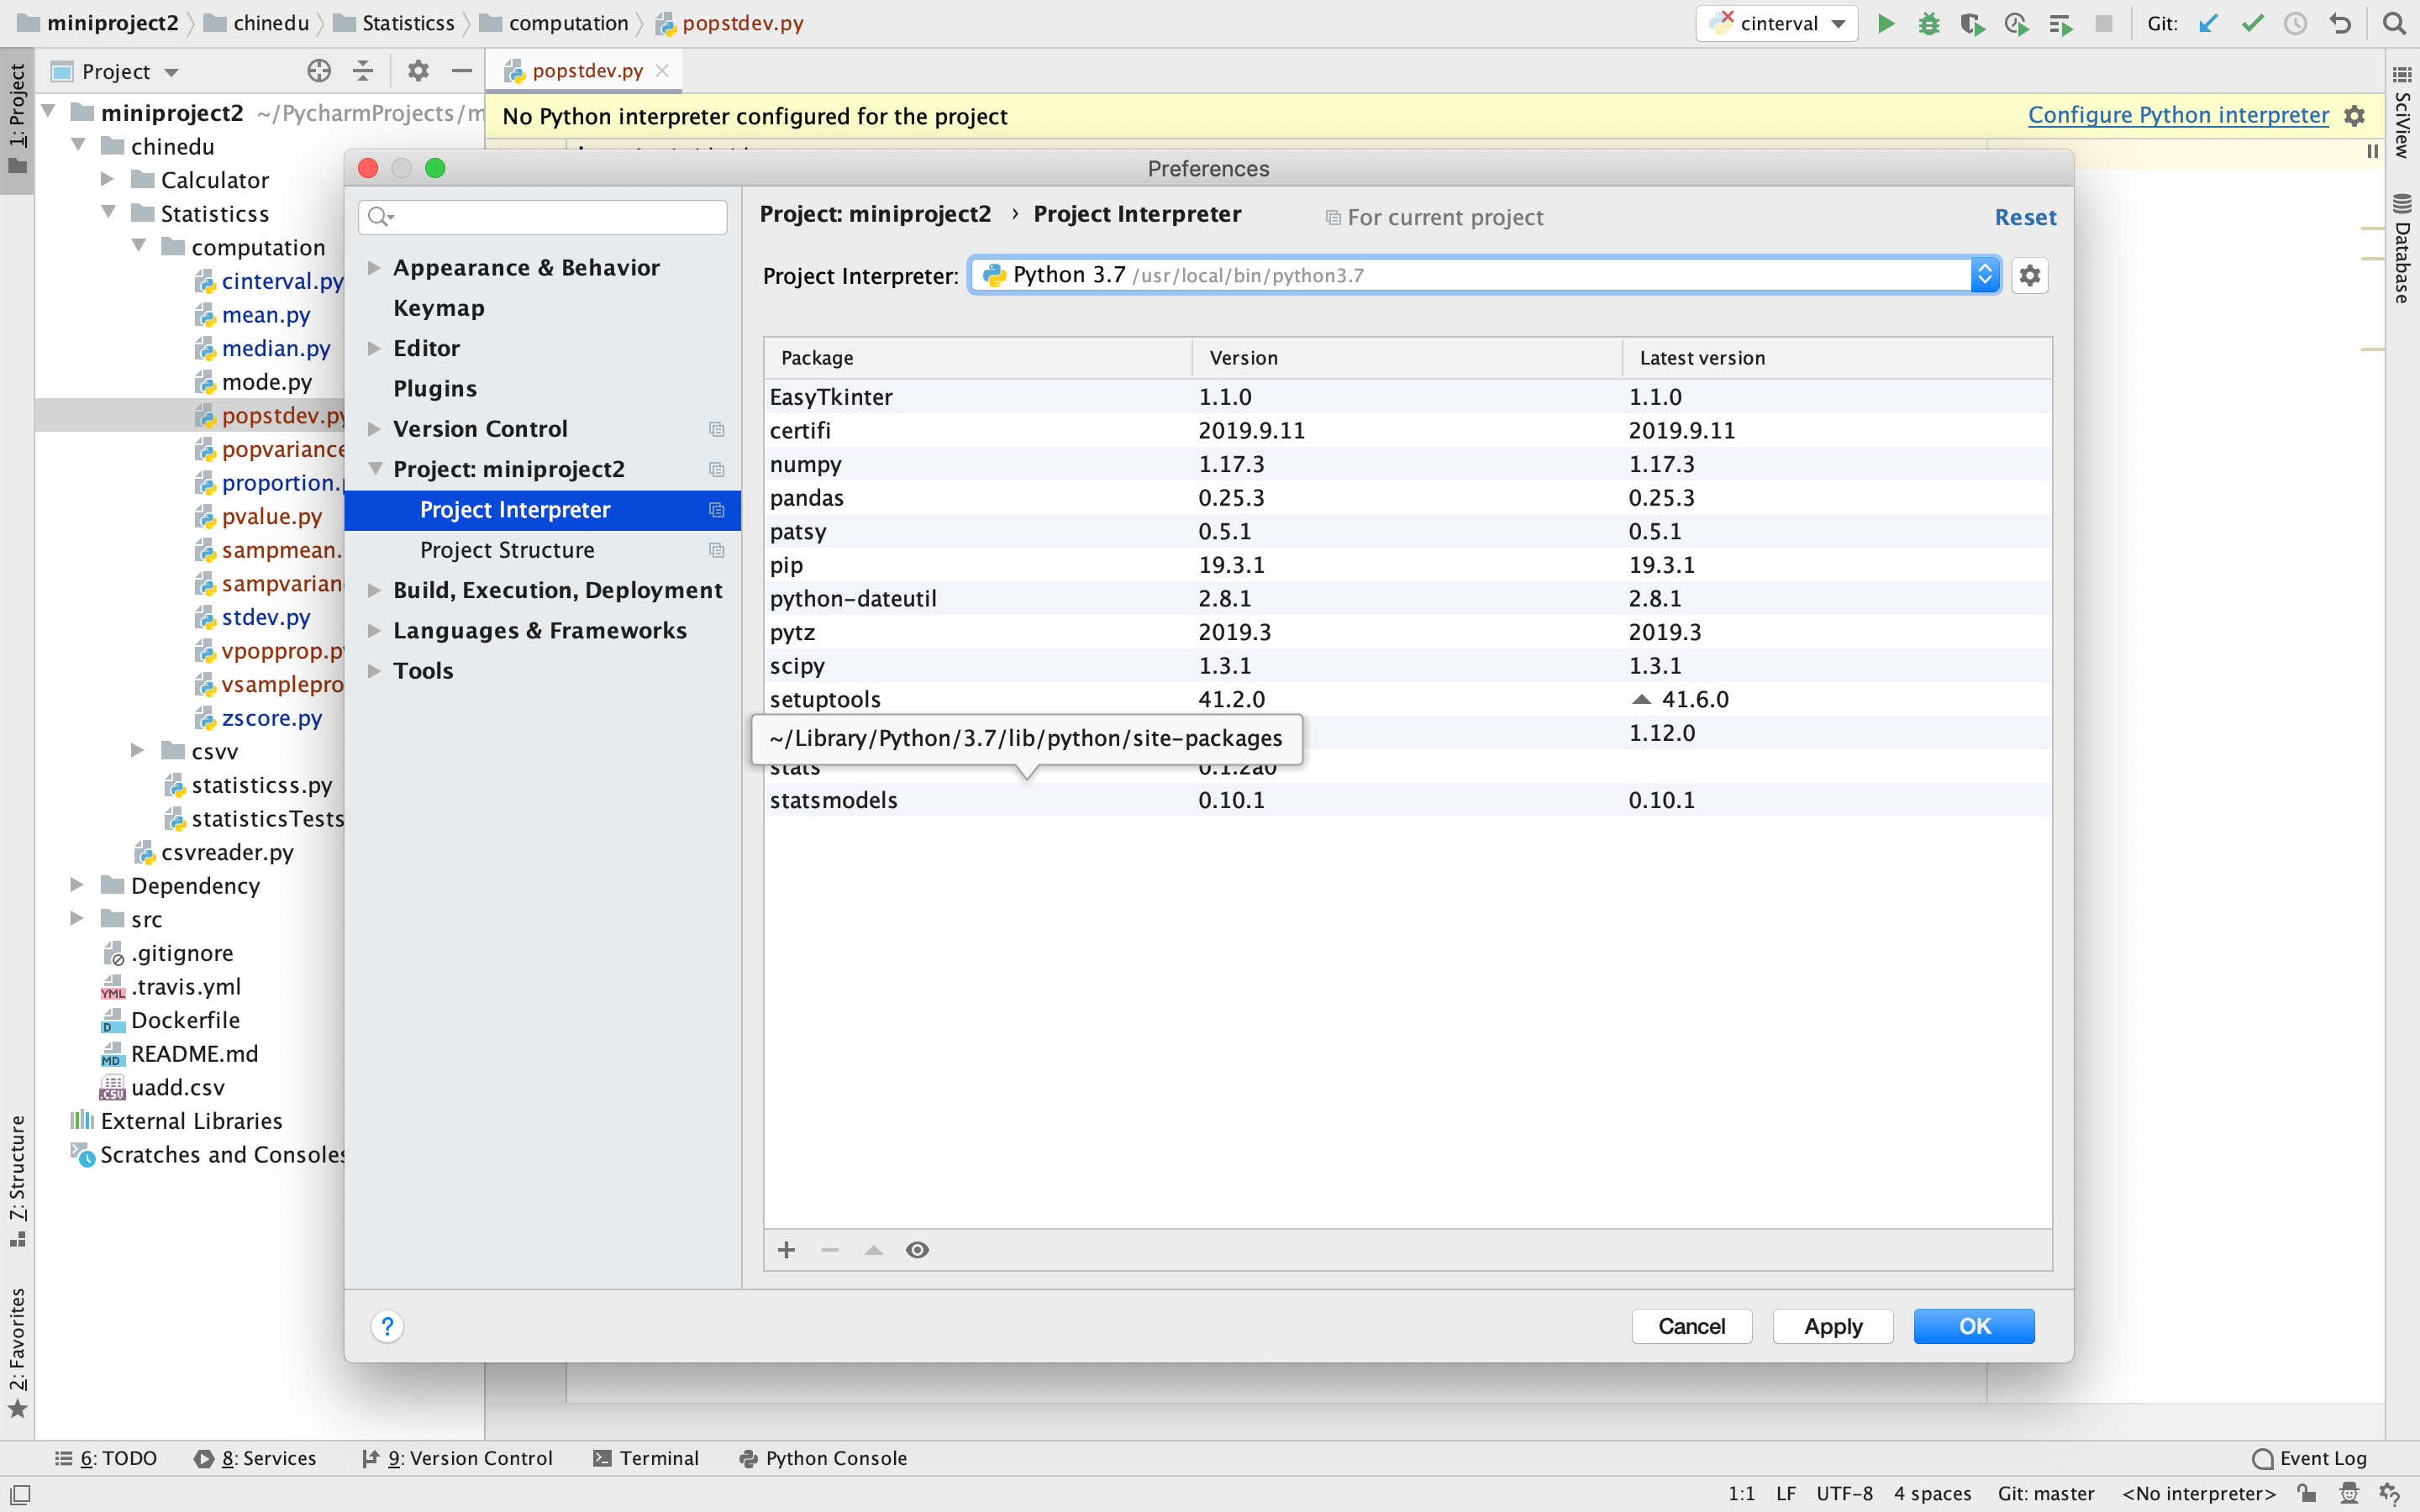 miniproject2 chinedu Statisticss computation popstdev.py cinterval Git:
1: Project
Project
popstdev.py
miniproject2 ~/PycharmProjects/m
No Python interpreter configured for the project Configure Python interpreter
chinedu
Calculator
Statisticss
computation
cinterval.py
mean.py
median.py
mode.py
popstdev.py
popvariance
proportion.
pvalue.py
sampmean.
sampvarian
stdev.py
vpopprop.py
vsamplepro
zscore.py
csvv
statisticss.py
statisticsTests
csvreader.py
Dependency
src
.gitignore
YML .travis.yml
D Dockerfile
MD README.md
.CSV uadd.csv
External Libraries
Scratches and Consoles
7: Structure
2: Favorites
SciView
Database
Preferences
Appearance & Behavior
Keymap
Editor
Plugins
Version Control
Project: miniproject2
Project Interpreter
Project Structure
Build, Execution, Deployment
Languages & Frameworks
Tools
Project: miniproject2 › Project Interpreter For current project Reset
Project Interpreter: Python 3.7 /usr/local/bin/python3.7
Package Version Latest version
EasyTkinter 1.1.0 1.1.0
certifi 2019.9.11 2019.9.11
numpy 1.17.3 1.17.3
pandas 0.25.3 0.25.3
patsy 0.5.1 0.5.1
pip 19.3.1 19.3.1
python-dateutil 2.8.1 2.8.1
pytz 2019.3 2019.3
scipy 1.3.1 1.3.1
setuptools 41.2.0 41.6.0
~/Library/Python/3.7/lib/python/site-packages 1.12.0
stats 0.1.2a0
statsmodels 0.10.1 0.10.1
? Cancel Apply OK
6: TODO 8: Services 9: Version Control Terminal Python Console Event Log
1:1 LF UTF-8 4 spaces Git: master <No interpreter>